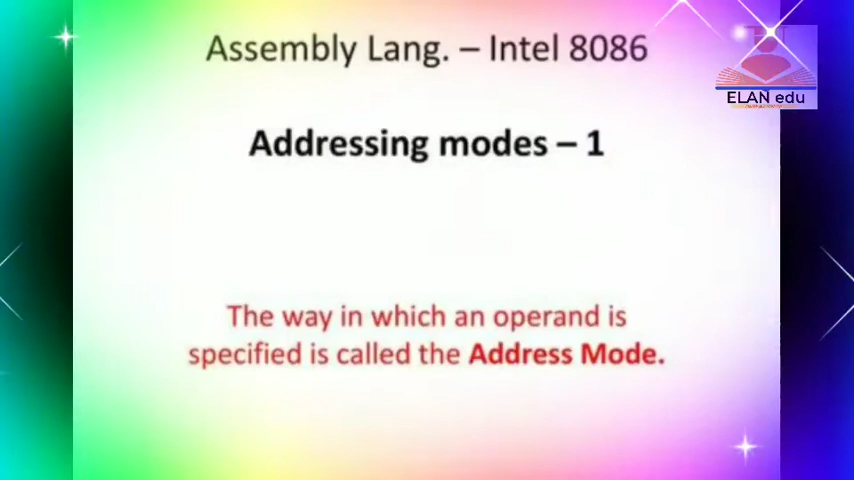 Assembly Lang. – Intel 8086
ELAN edu
Addressing modes – 1
The way in which an operand is
specified is called the Address Mode.